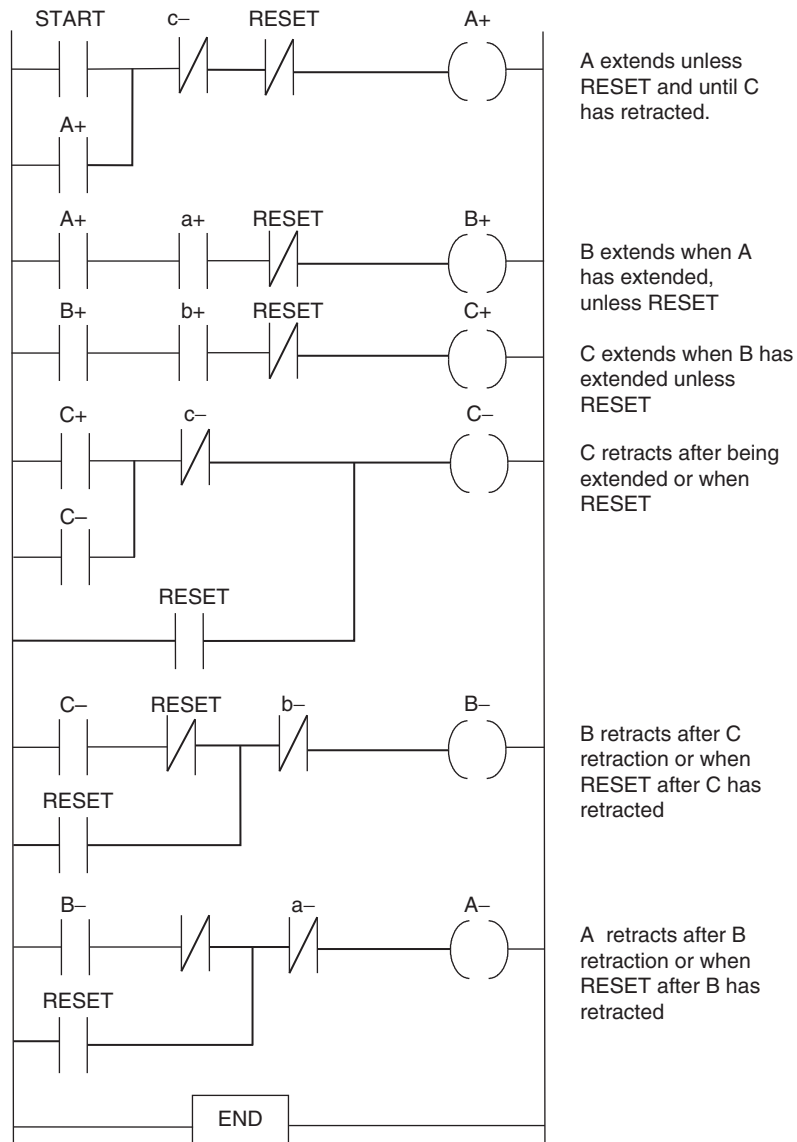 START c– RESET A+
A extends unless
RESET and until C
has retracted.
A+
A+ a+ RESET B+
B extends when A
has extended,
unless RESET
B+ b+ RESET C+
C extends when B has
extended unless
RESET
C+ c– C–
C retracts after being
extended or when
RESET
C–
RESET
C– RESET b– B–
B retracts after C
retraction or when
RESET after C has
retracted
RESET
B– a– A–
A retracts after B
retraction or when
RESET after B has
retracted
RESET
END